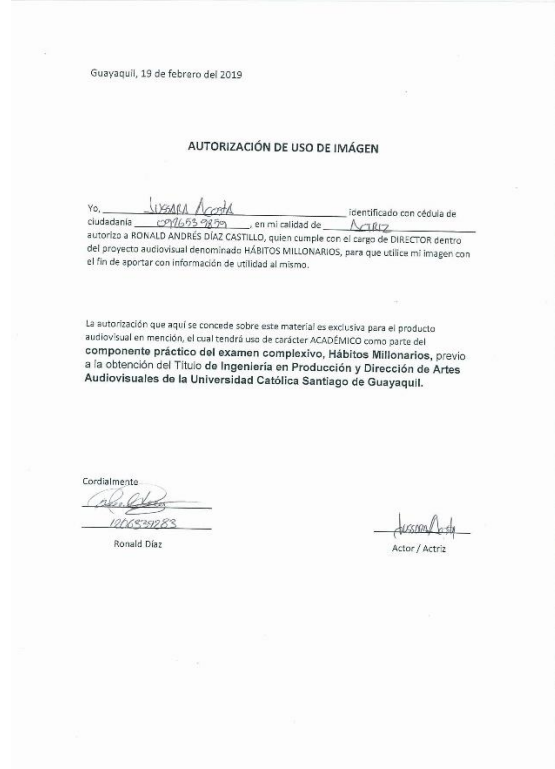 Guayaquil, 19 de febrero del 2019
AUTORIZACIÓN DE USO DE IMÁGEN
Yo, Jussara Acosta identificado con cédula de
ciudadanía 0996539859, en mi calidad de Actriz
autorizo a RONALD ANDRÉS DÍAZ CASTILLO, quien cumple con el cargo de DIRECTOR dentro
del proyecto audiovisual denominado HÁBITOS MILLONARIOS, para que utilice mi imagen con
el fin de aportar con información de utilidad al mismo.
La autorización que aquí se concede sobre este material es exclusiva para el producto
audiovisual en mención, el cual tendrá uso de carácter ACADÉMICO como parte del
componente práctico del examen complexivo, Hábitos Millonarios, previo
a la obtención del Titulo de Ingeniería en Producción y Dirección de Artes
Audiovisuales de la Universidad Católica Santiago de Guayaquil.
Cordialmente
1206539283
Ronald Díaz
Jussara Acosta
Actor / Actriz